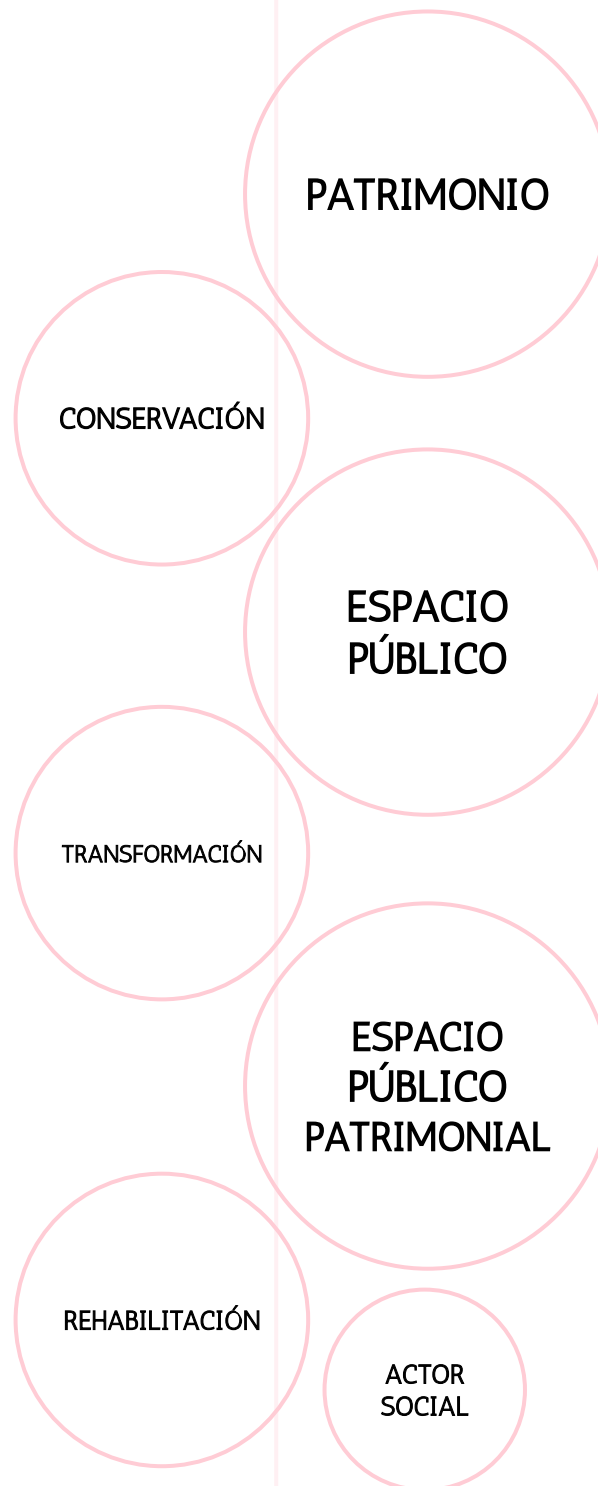 PATRIMONIO
CONSERVACIÓN
ESPACIO
PÚBLICO
TRANSFORMACIÓN
ESPACIO
PÚBLICO
PATRIMONIAL
REHABILITACIÓN
ACTOR
SOCIAL